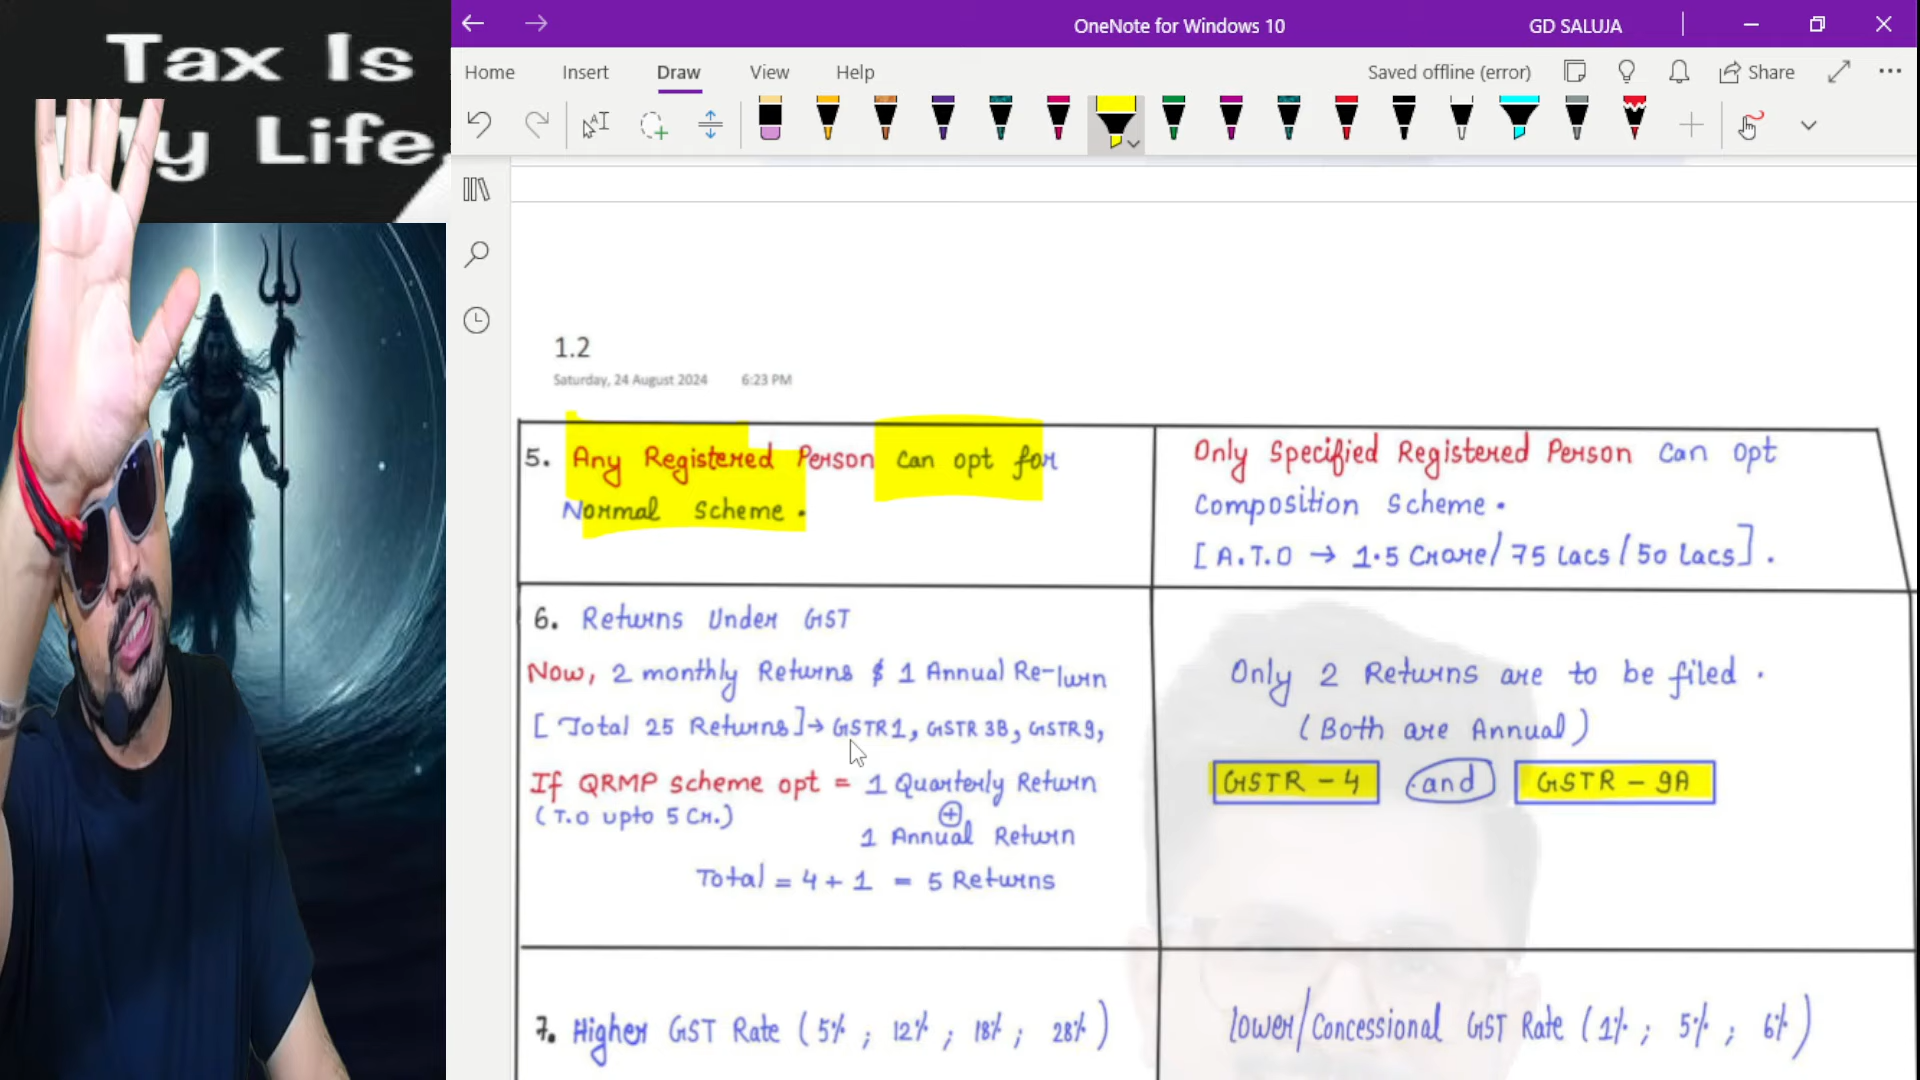 Tax Is
My Life.
OneNote for Windows 10
GD SALUJA
Home Insert Draw View Help
Saved offline (error)
Share
1.2
Saturday, 24 August 2024 6:23 PM
5. Any Registered Person Can opt for
Normal Scheme.
Only Specified Registered Person Can Opt
Composition Scheme.
[A.T.O → 1.5 Crore/ 75 Lacs / 50 Lacs].
6. Returns Under GST
Now, 2 monthly Returns & 1 Annual Re-turn
[Total 25 Returns]→ GSTR1, GSTR 3B, GSTR9,
If QRMP scheme opt = 1 Quarterly Return
(T.O upto 5 Cr.)
+
1 Annual Return
Total = 4 + 1 = 5 Returns
Only 2 Returns are to be filed.
(Both are Annual)
GSTR - 4 and GSTR - 9A
7. Higher GST Rate (5% ; 12% ; 18% ; 28%)
Lower/Concessional GST Rate (1% ; 5% ; 6%)